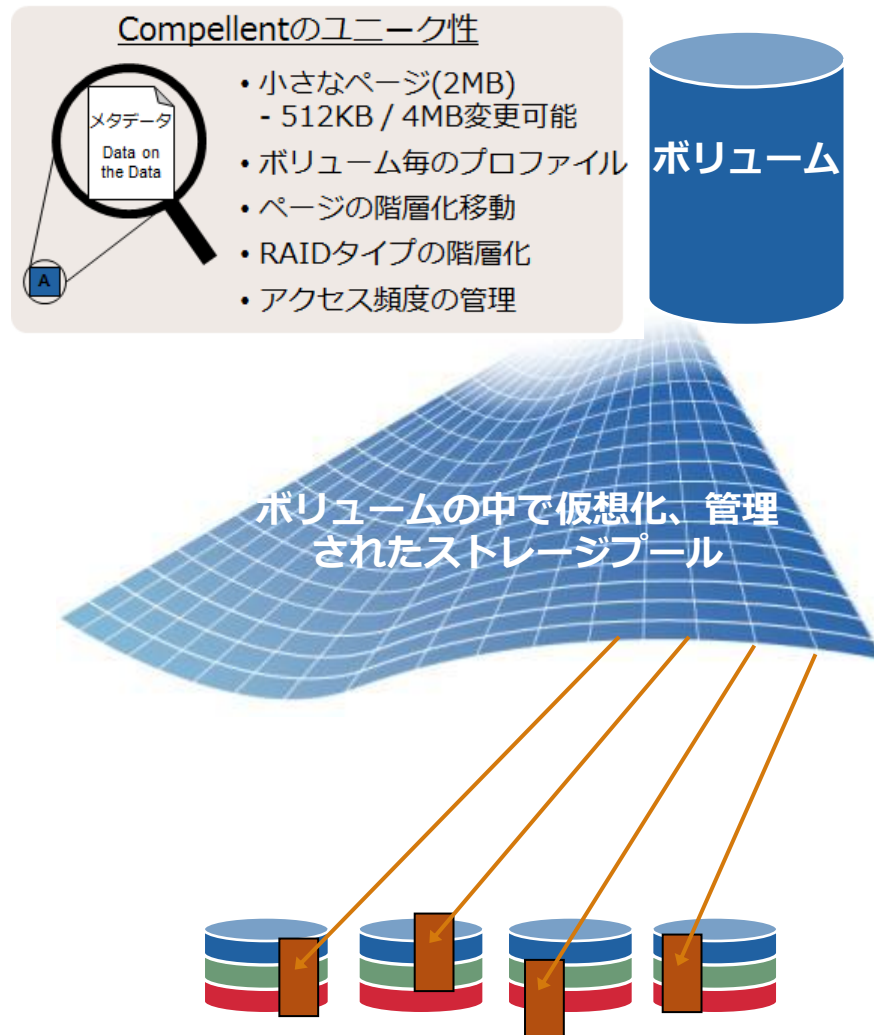 Compellentのユニーク性
メタデータ
Data on
the Data
A
• 小さなページ(2MB)
- 512KB / 4MB変更可能
• ボリューム毎のプロファイル
• ページの階層化移動
• RAIDタイプの階層化
• アクセス頻度の管理
ボリューム
ボリュームの中で仮想化、管理
されたストレージプール